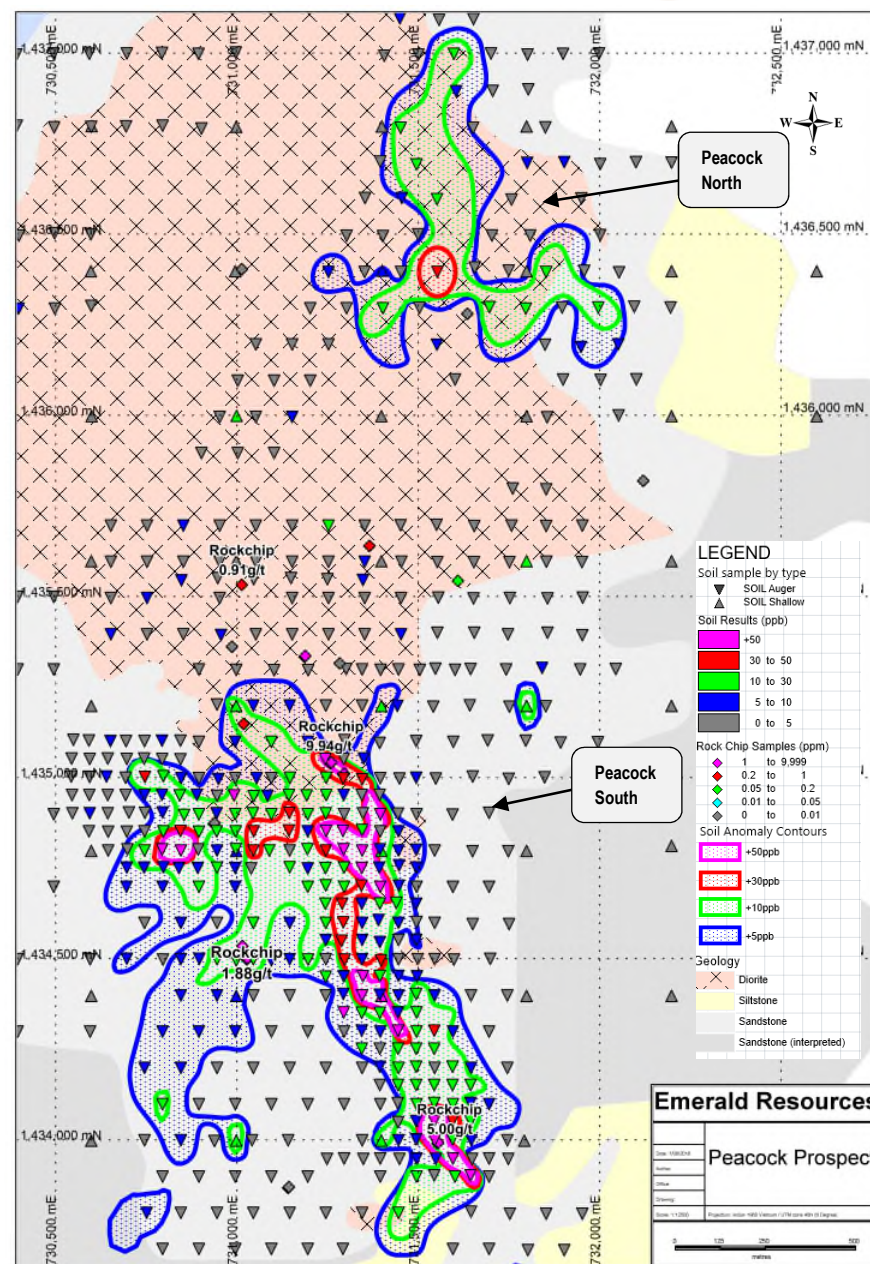 730,500 mE
731,000 mE
731,500 mE
732,000 mE
732,500 mE
1,437,000 mN
1,437,000 mN
N
W E
S
Peacock
North
1,436,500 mN
1,436,500 mN
1,436,000 mN
1,436,000 mN
Rockchip
0.91g/t
1,435,500 mN
N
LEGEND
Soil sample by type
SOIL Auger
SOIL Shallow
Soil Results (ppb)
+50
30 to 50
10 to 30
5 to 10
0 to 5
Rock Chip Samples (ppm)
1 to 9,999
0.2 to 1
0.05 to 0.2
0.01 to 0.05
0 to 0.01
Soil Anomaly Contours
+50ppb
+30ppb
+10ppb
+5ppb
Geology
Diorite
Siltstone
Sandstone
Sandstone (interpreted)
Rockchip
9.94g/t
1,435,000 mN
Peacock
South
1,434,500 mN
Rockchip
1.88g/t
Rockchip
5.00g/t
1,434,000 mN
730,500 mE
731,000 mE
731,500 mE
732,000 mE
Emerald Resources
Peacock Prospec
Author:
Office:
Drawing:
0 125 250 500
metres